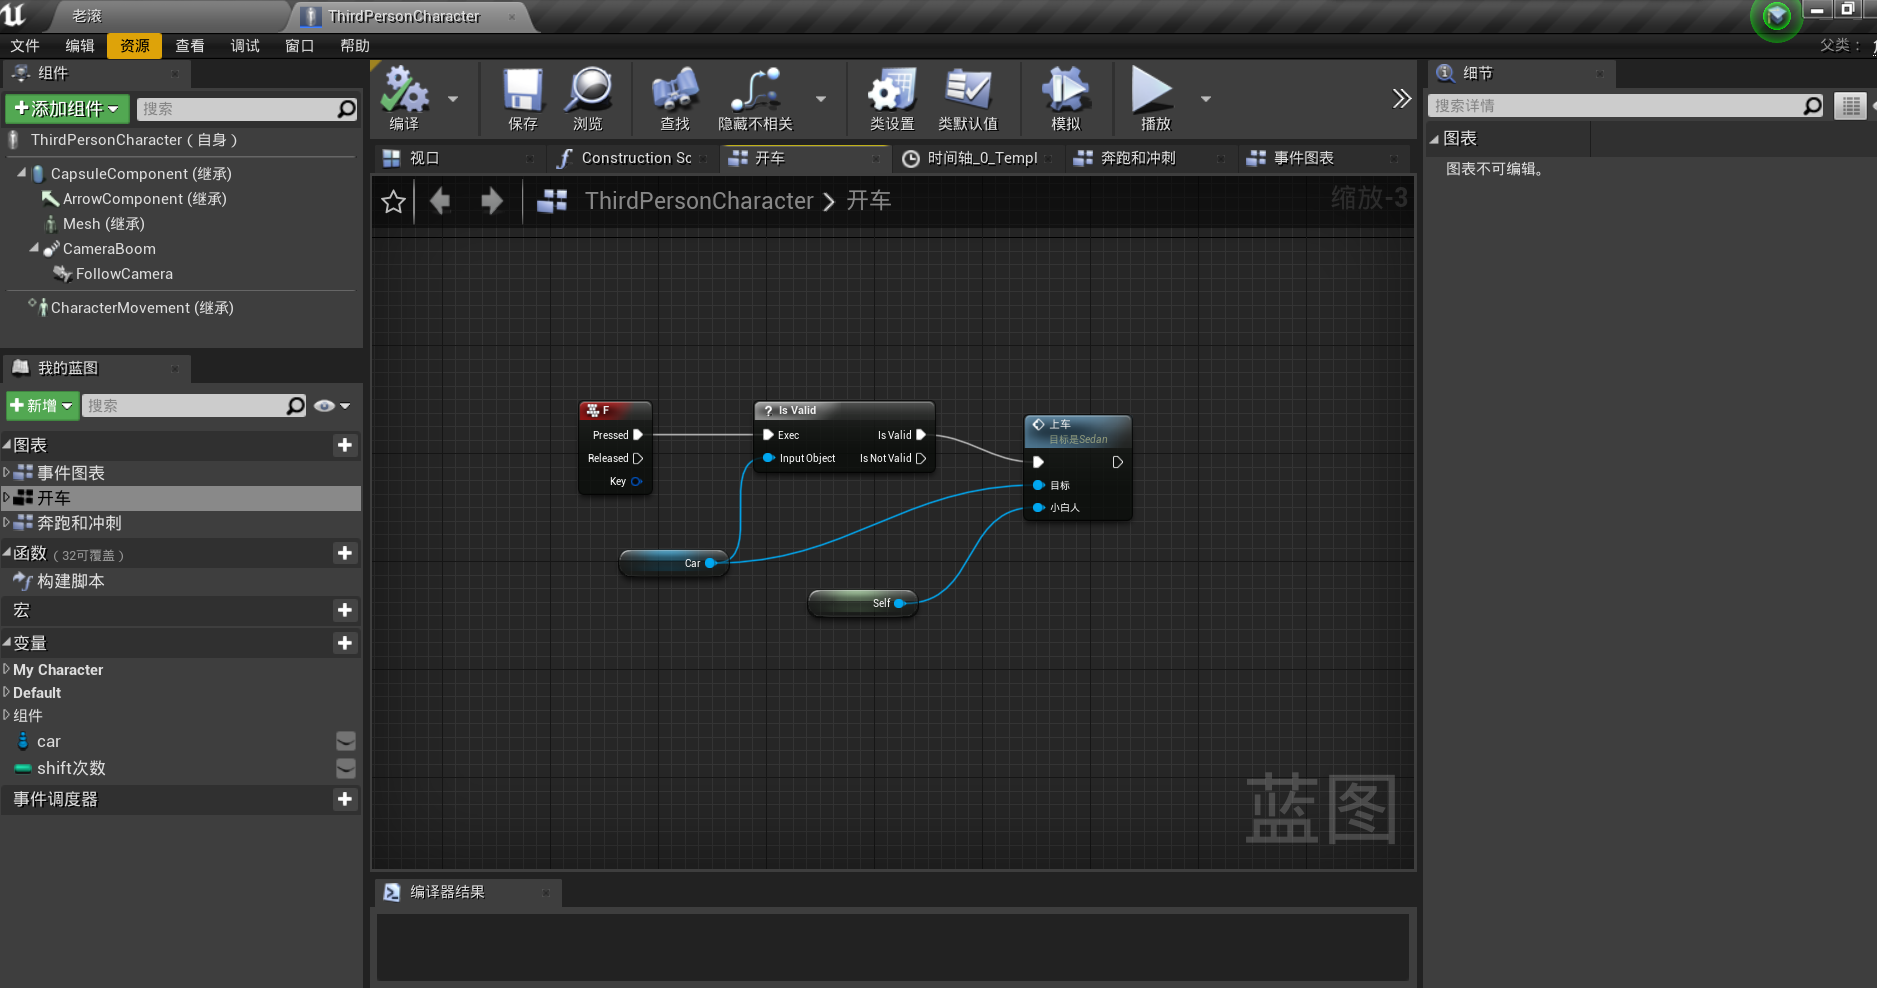 老滚
ThirdPersonCharacter
文件 编辑 资源 查看 调试 窗口 帮助
父类：
组件
添加组件
搜索
ThirdPersonCharacter（自身）
CapsuleComponent (继承)
ArrowComponent (继承)
Mesh (继承)
CameraBoom
FollowCamera
CharacterMovement (继承)
我的蓝图
新增
搜索
图表
事件图表
开车
奔跑和冲刺
函数（32可覆盖）
构建脚本
宏
变量
My Character
Default
组件
car
shift次数
事件调度器
编译
保存
浏览
查找
隐藏不相关
类设置
类默认值
模拟
播放
视口
Construction Sc
开车
时间轴_0_Templ
奔跑和冲刺
事件图表
ThirdPersonCharacter
开车
缩放-3
F
Pressed
Released
Key
? Is Valid
Exec
Is Valid
Input Object
Is Not Valid
上车
目标是Sedan
目标
小白人
Car
Self
蓝图
编译器结果
细节
搜索详情
图表
图表不可编辑。